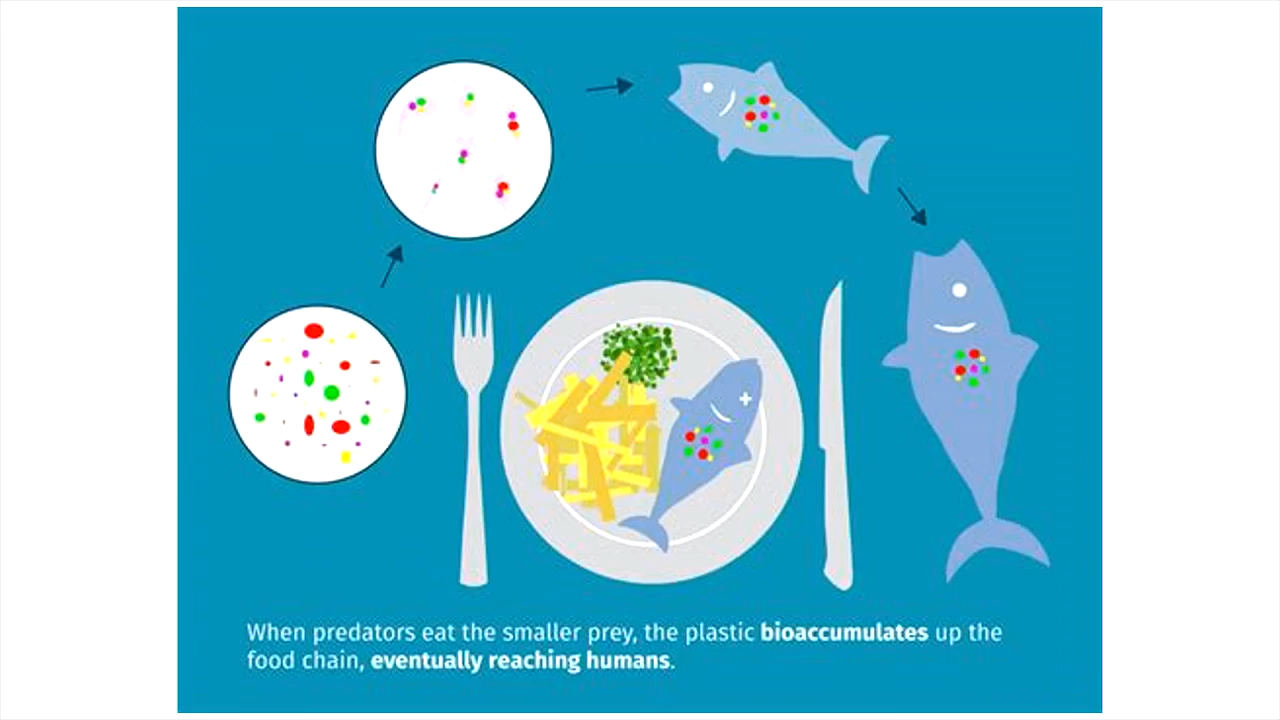 When predators eat the smaller prey, the plastic bioaccumulates up the
food chain, eventually reaching humans.